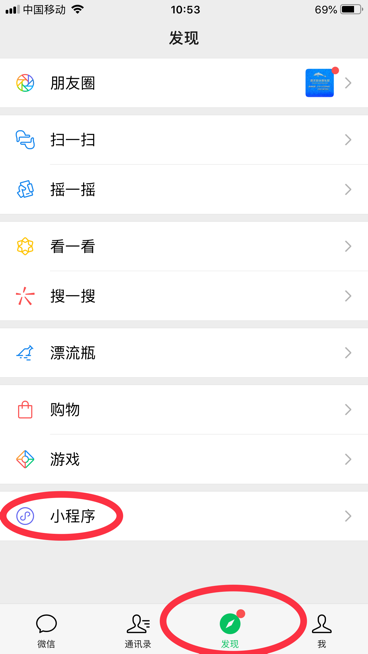 中国移动 10:53 69%
发现
朋友圈
扫一扫
摇一摇
看一看
搜一搜
漂流瓶
购物
游戏
小程序
微信 通讯录 发现 我